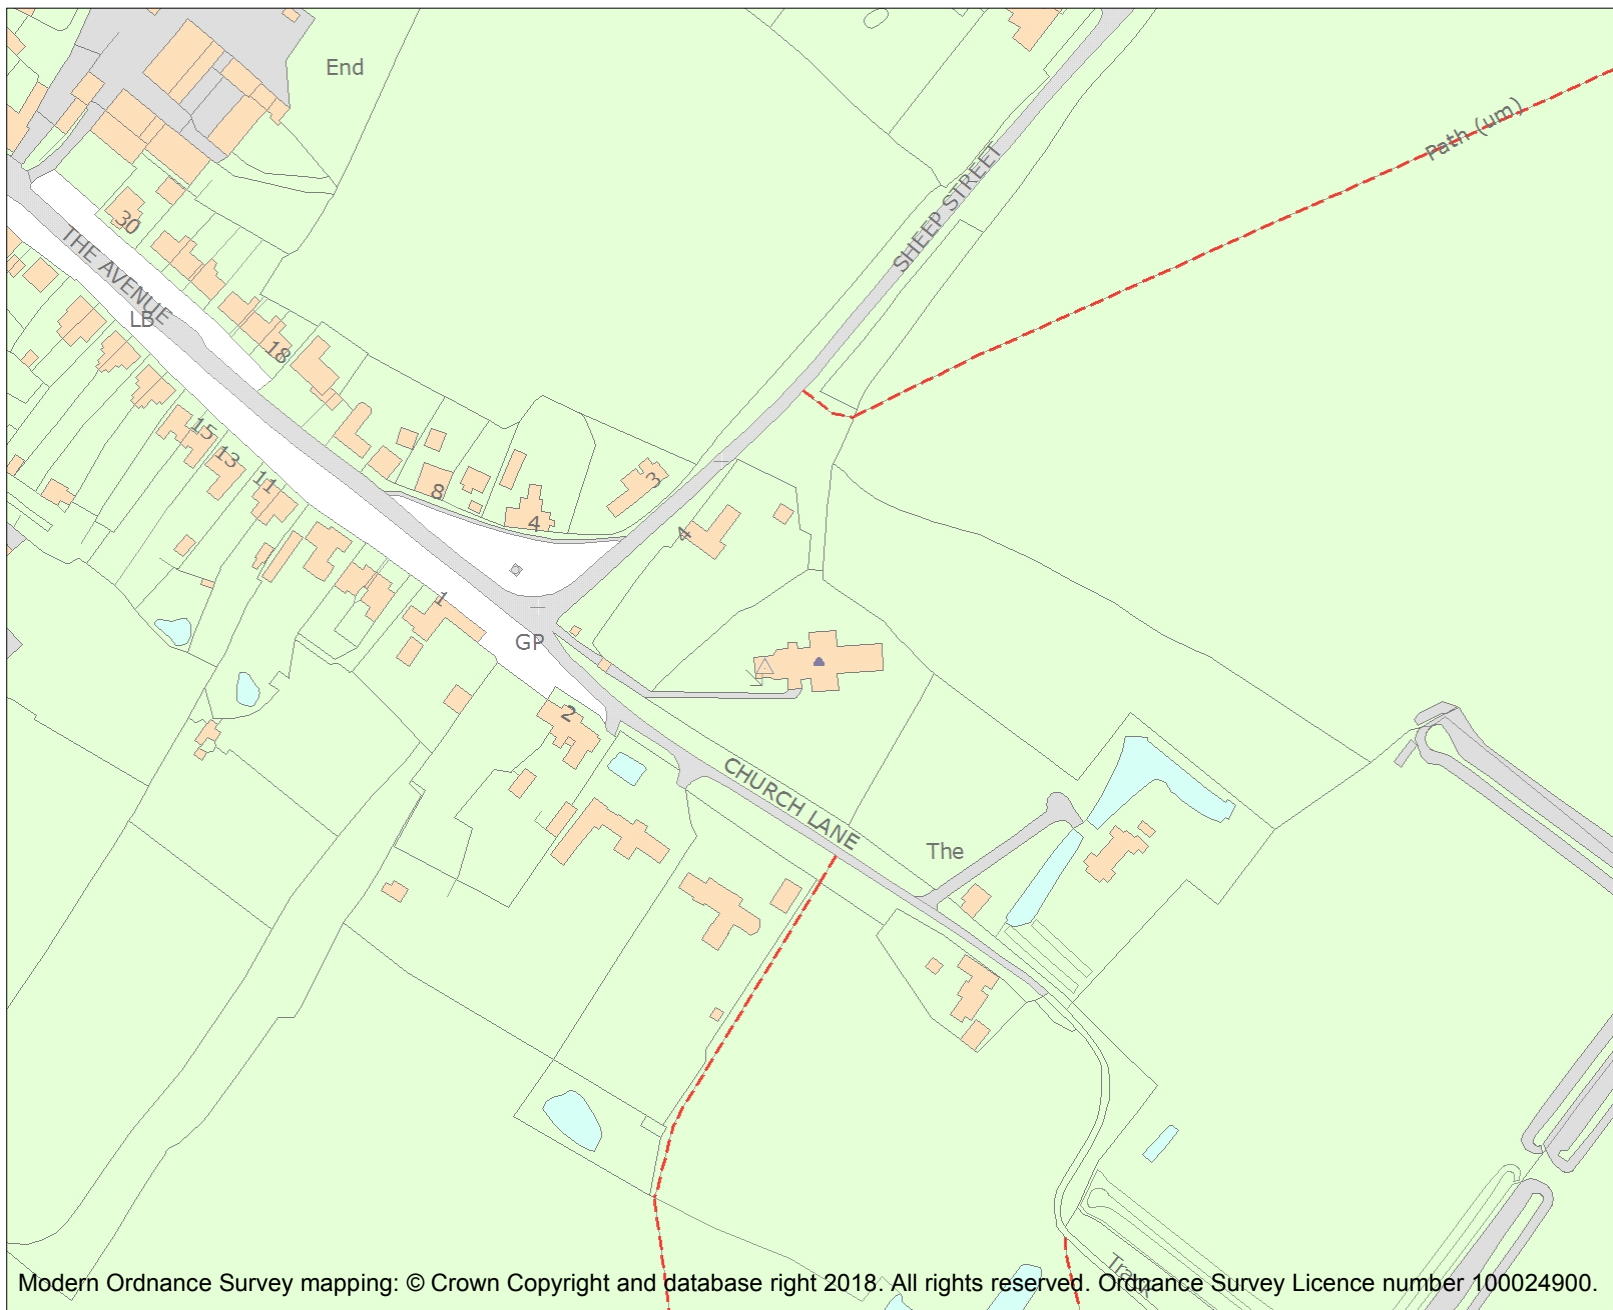 End
Path (um)
SHEEP STREET
30
THE AVENUE
LB
18
15
13
11
8
3
4
4
1
GP
2
CHURCH LANE
The
Track
Modern Ordnance Survey mapping: © Crown Copyright and database right 2018. All rights reserved. Ordnance Survey Licence number 100024900.